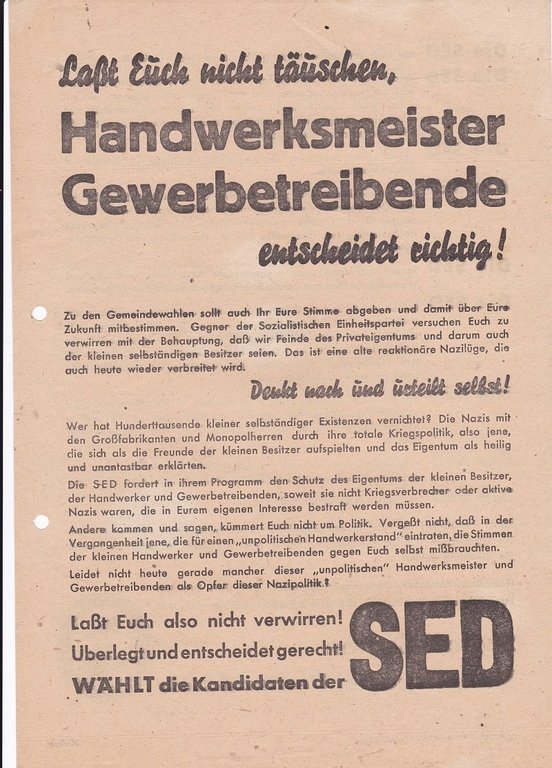 Laßt Euch nicht täuschen,
Handwerksmeister
Gewerbetreibende
entscheidet richtig!
Zu den Gemeindewahlen sollt auch Ihr Eure Stimme abgeben und damit über Eure
Zukunft mitbestimmen. Gegner der Sozialistischen Einheitspartei versuchen Euch zu
verwirren mit der Behauptung, daß wir Feinde des Privateigentums und darum auch
der kleinen selbständigen Besitzer seien. Das ist eine alte reaktionäre Nazilüge, die
auch heute wieder verbreitet wird.
Denkt nach und urteilt selbst!
Wer hat Hunderttausende kleiner selbständiger Existenzen vernichtet? Die Nazis mit
den Großfabrikanten und Monopolherren durch ihre totale Kriegspolitik, also jene,
die sich als die Freunde der kleinen Besitzer aufspielten und das Eigentum als heilig
und unantastbar erklärten.
Die SED fordert in ihrem Programm den Schutz des Eigentums der kleinen Besitzer,
der Handwerker und Gewerbetreibenden, soweit sie nicht Kriegsverbrecher oder aktive
Nazis waren, die in Eurem eigenen Interesse bestraft werden müssen.
Andere kommen und sagen, kümmert Euch nicht um Politik. Vergeßt nicht, daß in der
Vergangenheit jene, die für einen „unpolitischen Handwerkerstand" eintraten, die Stimmen
der kleinen Handwerker und Gewerbetreibenden gegen Euch selbst mißbrauchten.
Leidet nicht heute gerade mancher dieser „unpolitischen" Handwerksmeister und
Gewerbetreibenden als Opfer dieser Nazipolitik?
Laßt Euch also nicht verwirren!
Überlegt und entscheidet gerecht!
WÄHLT die Kandidaten der SED